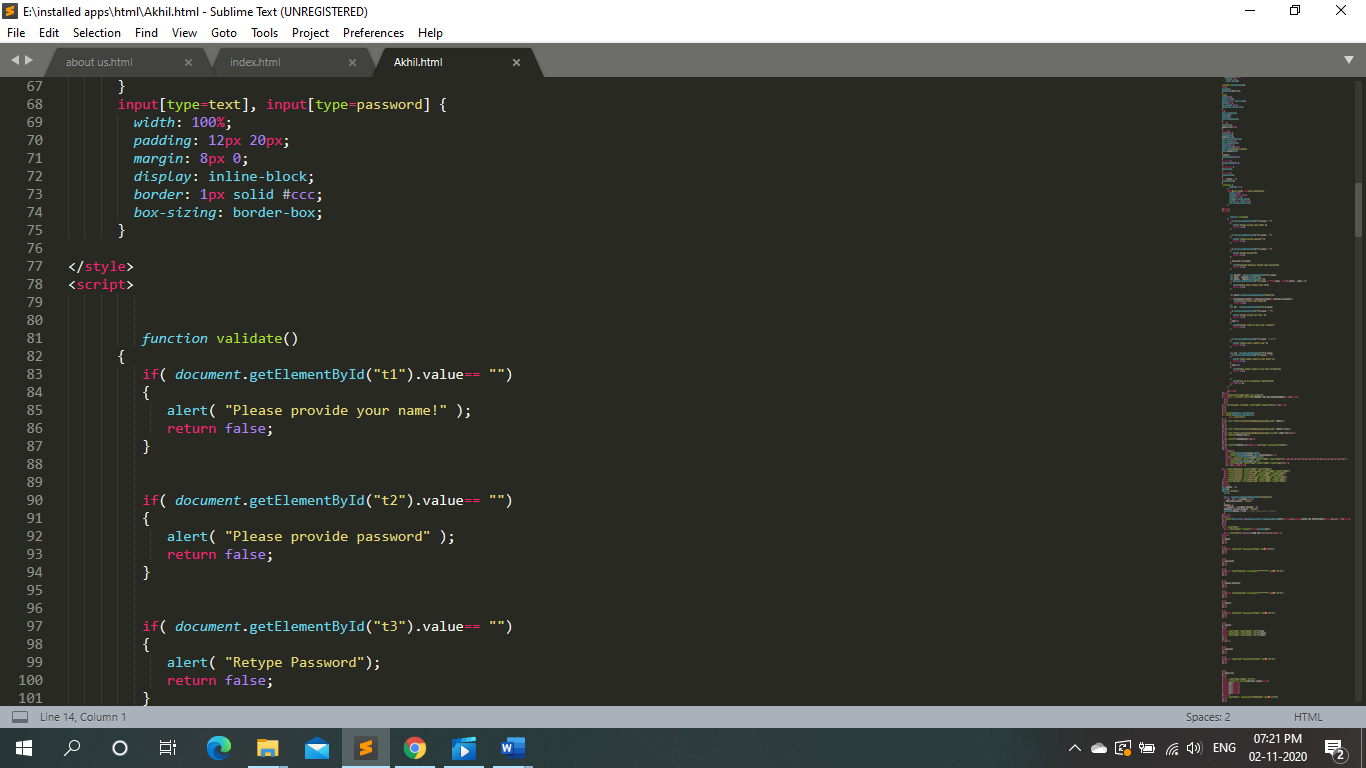 E:\installed apps\html\Akhil.html - Sublime Text (UNREGISTERED)
File Edit Selection Find View Goto Tools Project Preferences Help
about us.html × index.html × Akhil.html ×
67 }
68 input[type=text], input[type=password] {
69 width: 100%;
70 padding: 12px 20px;
71 margin: 8px 0;
72 display: inline-block;
73 border: 1px solid #ccc;
74 box-sizing: border-box;
75 }
76
77 </style>
78 <script>
79
80
81 function validate()
82 {
83 if( document.getElementById("t1").value== "")
84 {
85 alert( "Please provide your name!" );
86 return false;
87 }
88
89
90 if( document.getElementById("t2").value== "")
91 {
92 alert( "Please provide password" );
93 return false;
94 }
95
96
97 if( document.getElementById("t3").value== "")
98 {
99 alert( "Retype Password");
100 return false;
101 }
Line 14, Column 1 Spaces: 2 HTML
ENG 07:21 PM
02-11-2020 2